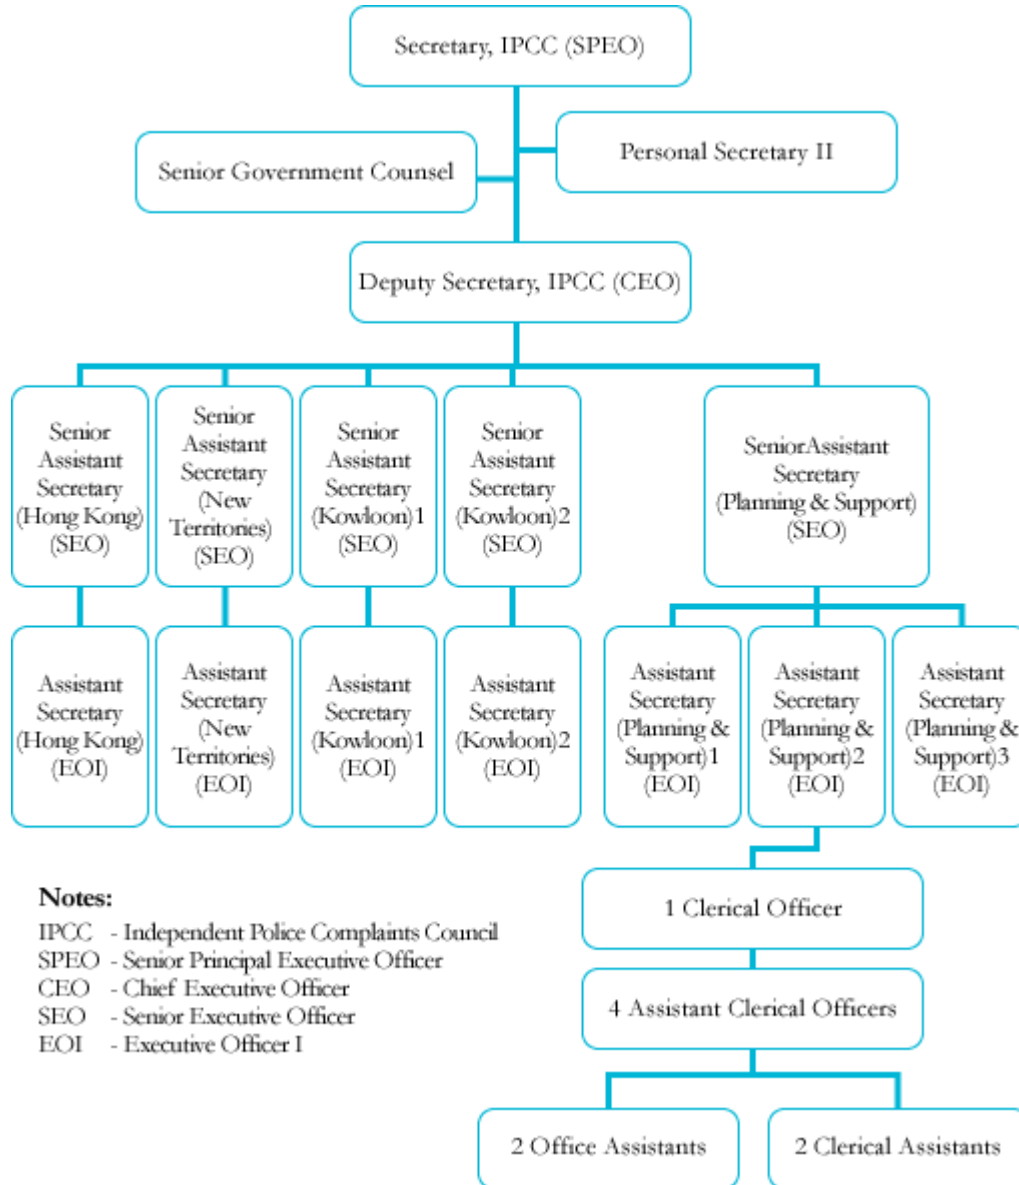 Secretary, IPCC (SPEO)
Personal Secretary II
Senior Government Counsel
Deputy Secretary, IPCC (CEO)
Senior
Assistant
Secretary
(Hong Kong)
(SEO)
Senior
Assistant
Secretary
(New
Territories)
(SEO)
Senior
Assistant
Secretary
(Kowloon)1
(SEO)
Senior
Assistant
Secretary
(Kowloon)2
(SEO)
SeniorAssistant
Secretary
(Planning & Support)
(SEO)
Assistant
Secretary
(Hong Kong)
(EOI)
Assistant
Secretary
(New
Territories)
(EOI)
Assistant
Secretary
(Kowloon)1
(EOI)
Assistant
Secretary
(Kowloon)2
(EOI)
Assistant
Secretary
(Planning &
Support)1
(EOI)
Assistant
Secretary
(Planning &
Support)2
(EOI)
Assistant
Secretary
(Planning &
Support)3
(EOI)
1 Clerical Officer
4 Assistant Clerical Officers
2 Office Assistants
2 Clerical Assistants
Notes:
IPCC - Independent Police Complaints Council
SPEO - Senior Principal Executive Officer
CEO - Chief Executive Officer
SEO - Senior Executive Officer
EOI - Executive Officer I